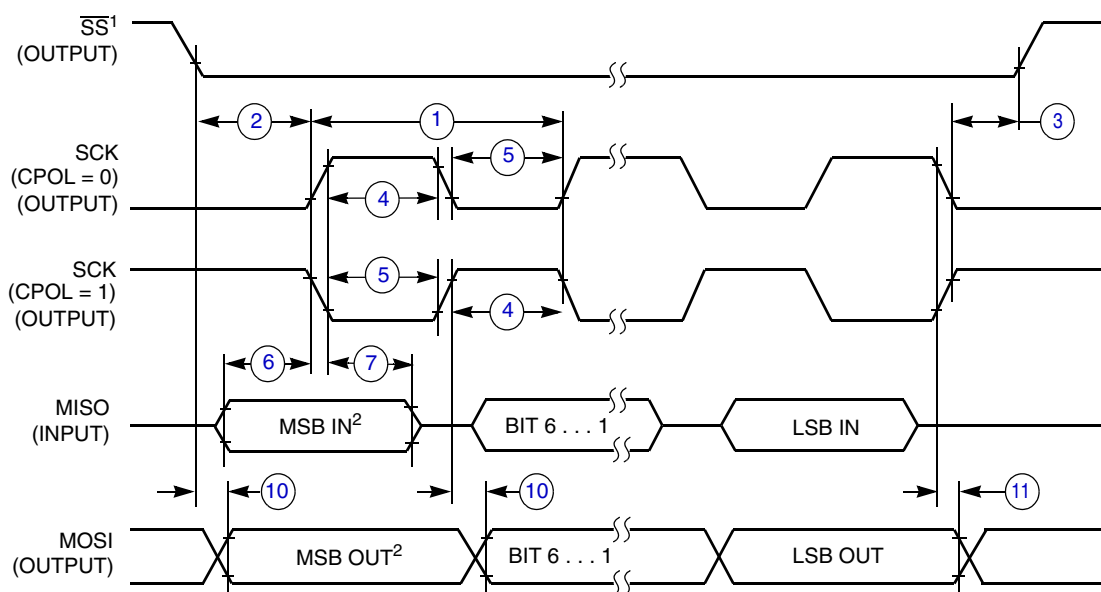 SS¹
(OUTPUT)
2
1
3
SCK
(CPOL = 0)
(OUTPUT)
5
4
SCK
(CPOL = 1)
(OUTPUT)
5
4
6
7
MISO
(INPUT)
MSB IN²
BIT 6 . . . 1
LSB IN
10
10
11
MOSI
(OUTPUT)
MSB OUT²
BIT 6 . . . 1
LSB OUT